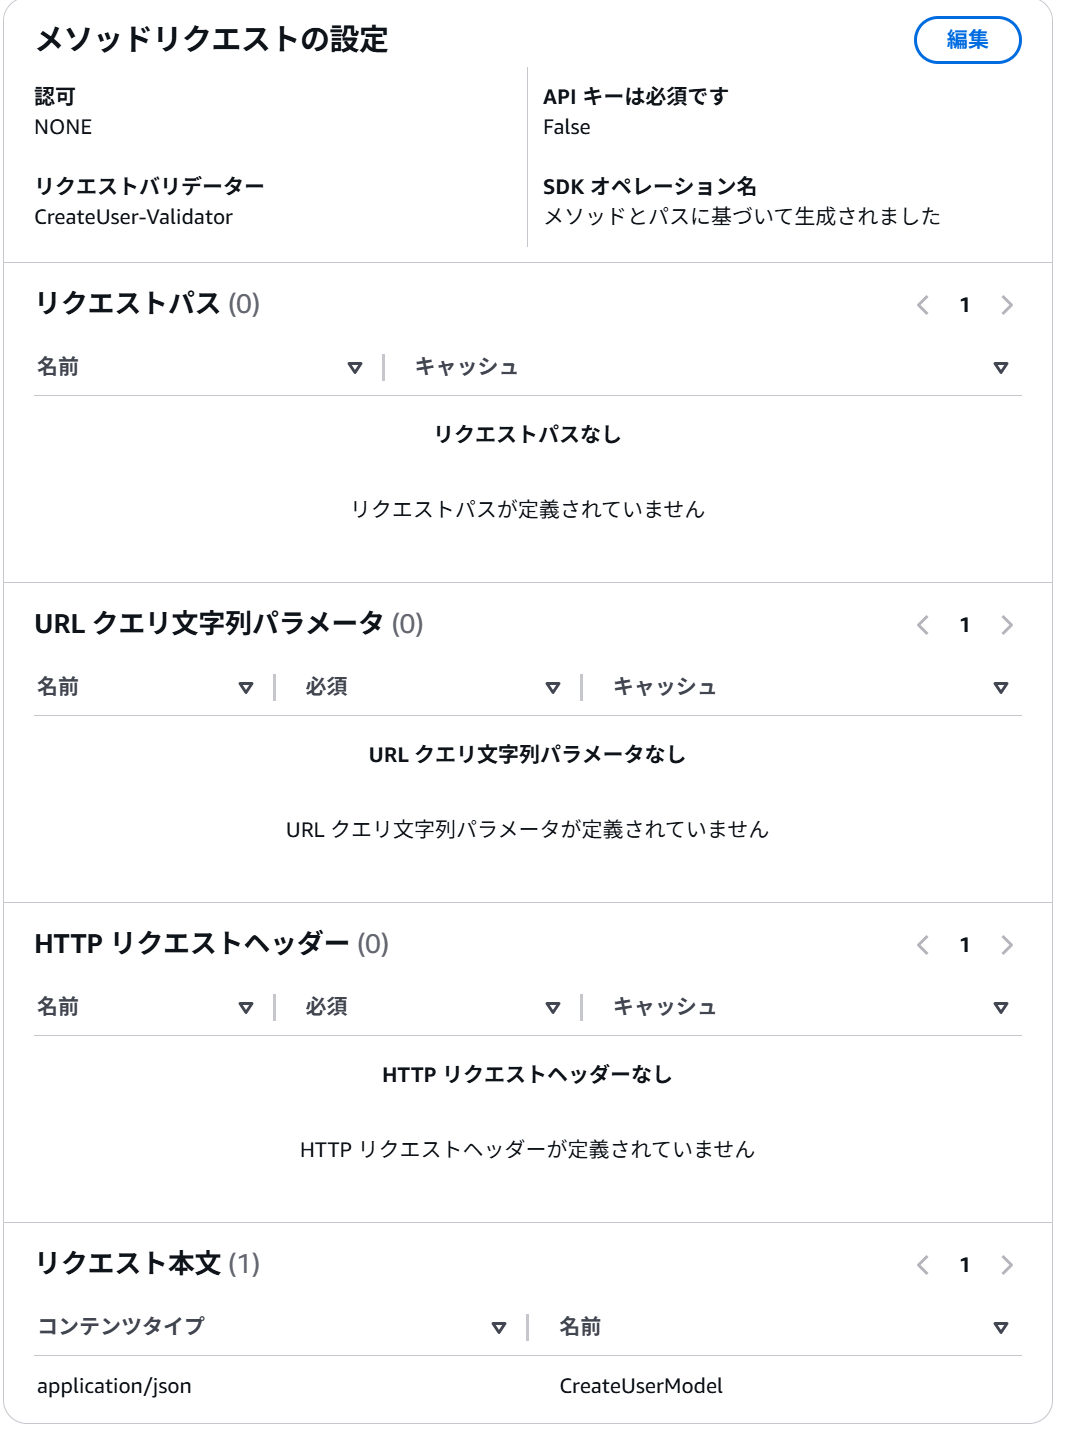 メソッドリクエストの設定
編集
認可
NONE
API キーは必須です
False
リクエストバリデーター
CreateUser-Validator
SDK オペレーション名
メソッドとパスに基づいて生成されました
リクエストパス (0)
1
名前 キャッシュ
リクエストパスなし
リクエストパスが定義されていません
URL クエリ文字列パラメータ (0)
1
名前 必須 キャッシュ
URL クエリ文字列パラメータなし
URL クエリ文字列パラメータが定義されていません
HTTP リクエストヘッダー (0)
1
名前 必須 キャッシュ
HTTP リクエストヘッダーなし
HTTP リクエストヘッダーが定義されていません
リクエスト本文 (1)
1
コンテンツタイプ 名前
application/json CreateUserModel